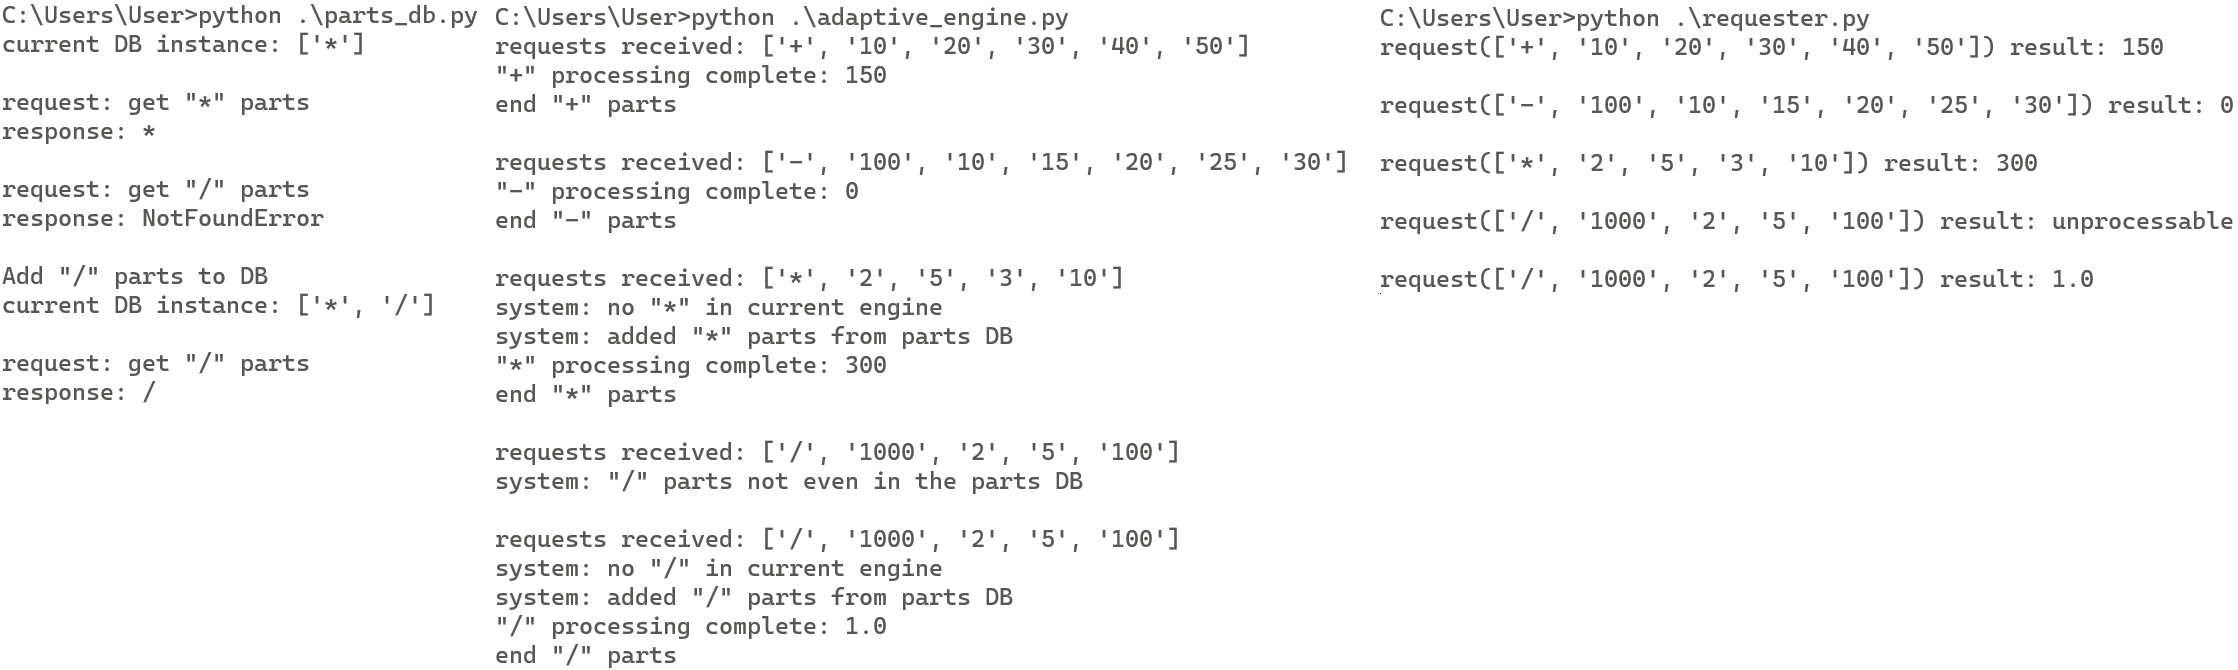 C:\Users\User>python .\parts_db.py
current DB instance: ['*']
request: get "*" parts
response: *
request: get "/" parts
response: NotFoundError
Add "/" parts to DB
current DB instance: ['*', '/']
request: get "/" parts
response: /
C:\Users\User>python .\adaptive_engine.py
requests received: ['+', '10', '20', '30', '40', '50']
"+" processing complete: 150
end "+" parts
requests received: ['-', '100', '10', '15', '20', '25', '30']
"-" processing complete: 0
end "-" parts
requests received: ['*', '2', '5', '3', '10']
system: no "*" in current engine
system: added "*" parts from parts DB
"*" processing complete: 300
end "*" parts
requests received: ['/', '1000', '2', '5', '100']
system: "/" parts not even in the parts DB
requests received: ['/', '1000', '2', '5', '100']
system: no "/" in current engine
system: added "/" parts from parts DB
"/" processing complete: 1.0
end "/" parts
C:\Users\User>python .\requester.py
request(['+', '10', '20', '30', '40', '50']) result: 150
request(['-', '100', '10', '15', '20', '25', '30']) result: 0
request(['*', '2', '5', '3', '10']) result: 300
request(['/', '1000', '2', '5', '100']) result: unprocessable
request(['/', '1000', '2', '5', '100']) result: 1.0